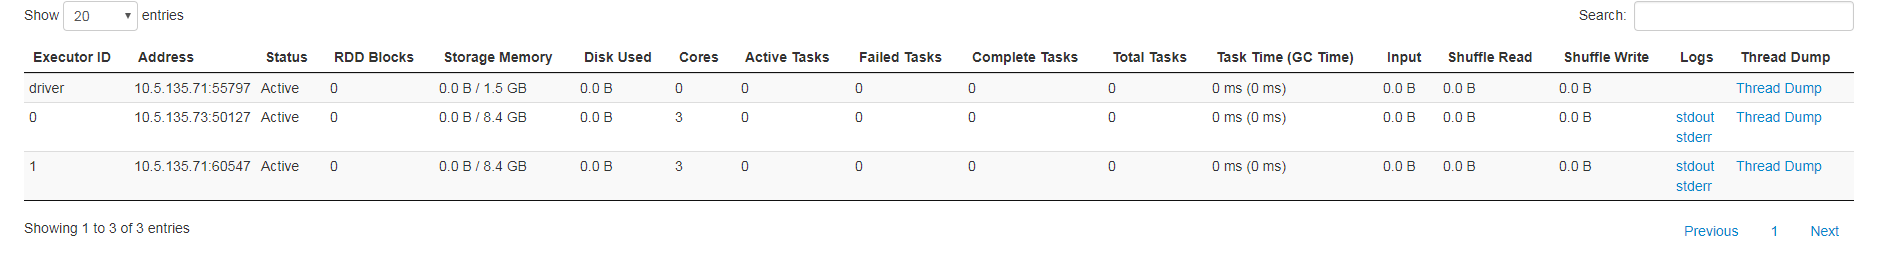 Show 20 entries Search:
Executor ID Address Status RDD Blocks Storage Memory Disk Used Cores Active Tasks Failed Tasks Complete Tasks Total Tasks Task Time (GC Time) Input Shuffle Read Shuffle Write Logs Thread Dump
driver 10.5.135.71:55797 Active 0 0.0 B / 1.5 GB 0.0 B 0 0 0 0 0 0 ms (0 ms) 0.0 B 0.0 B 0.0 B Thread Dump
0 10.5.135.73:50127 Active 0 0.0 B / 8.4 GB 0.0 B 3 0 0 0 0 0 ms (0 ms) 0.0 B 0.0 B 0.0 B stdout Thread Dump
stderr
1 10.5.135.71:60547 Active 0 0.0 B / 8.4 GB 0.0 B 3 0 0 0 0 0 ms (0 ms) 0.0 B 0.0 B 0.0 B stdout Thread Dump
stderr
Showing 1 to 3 of 3 entries Previous 1 Next